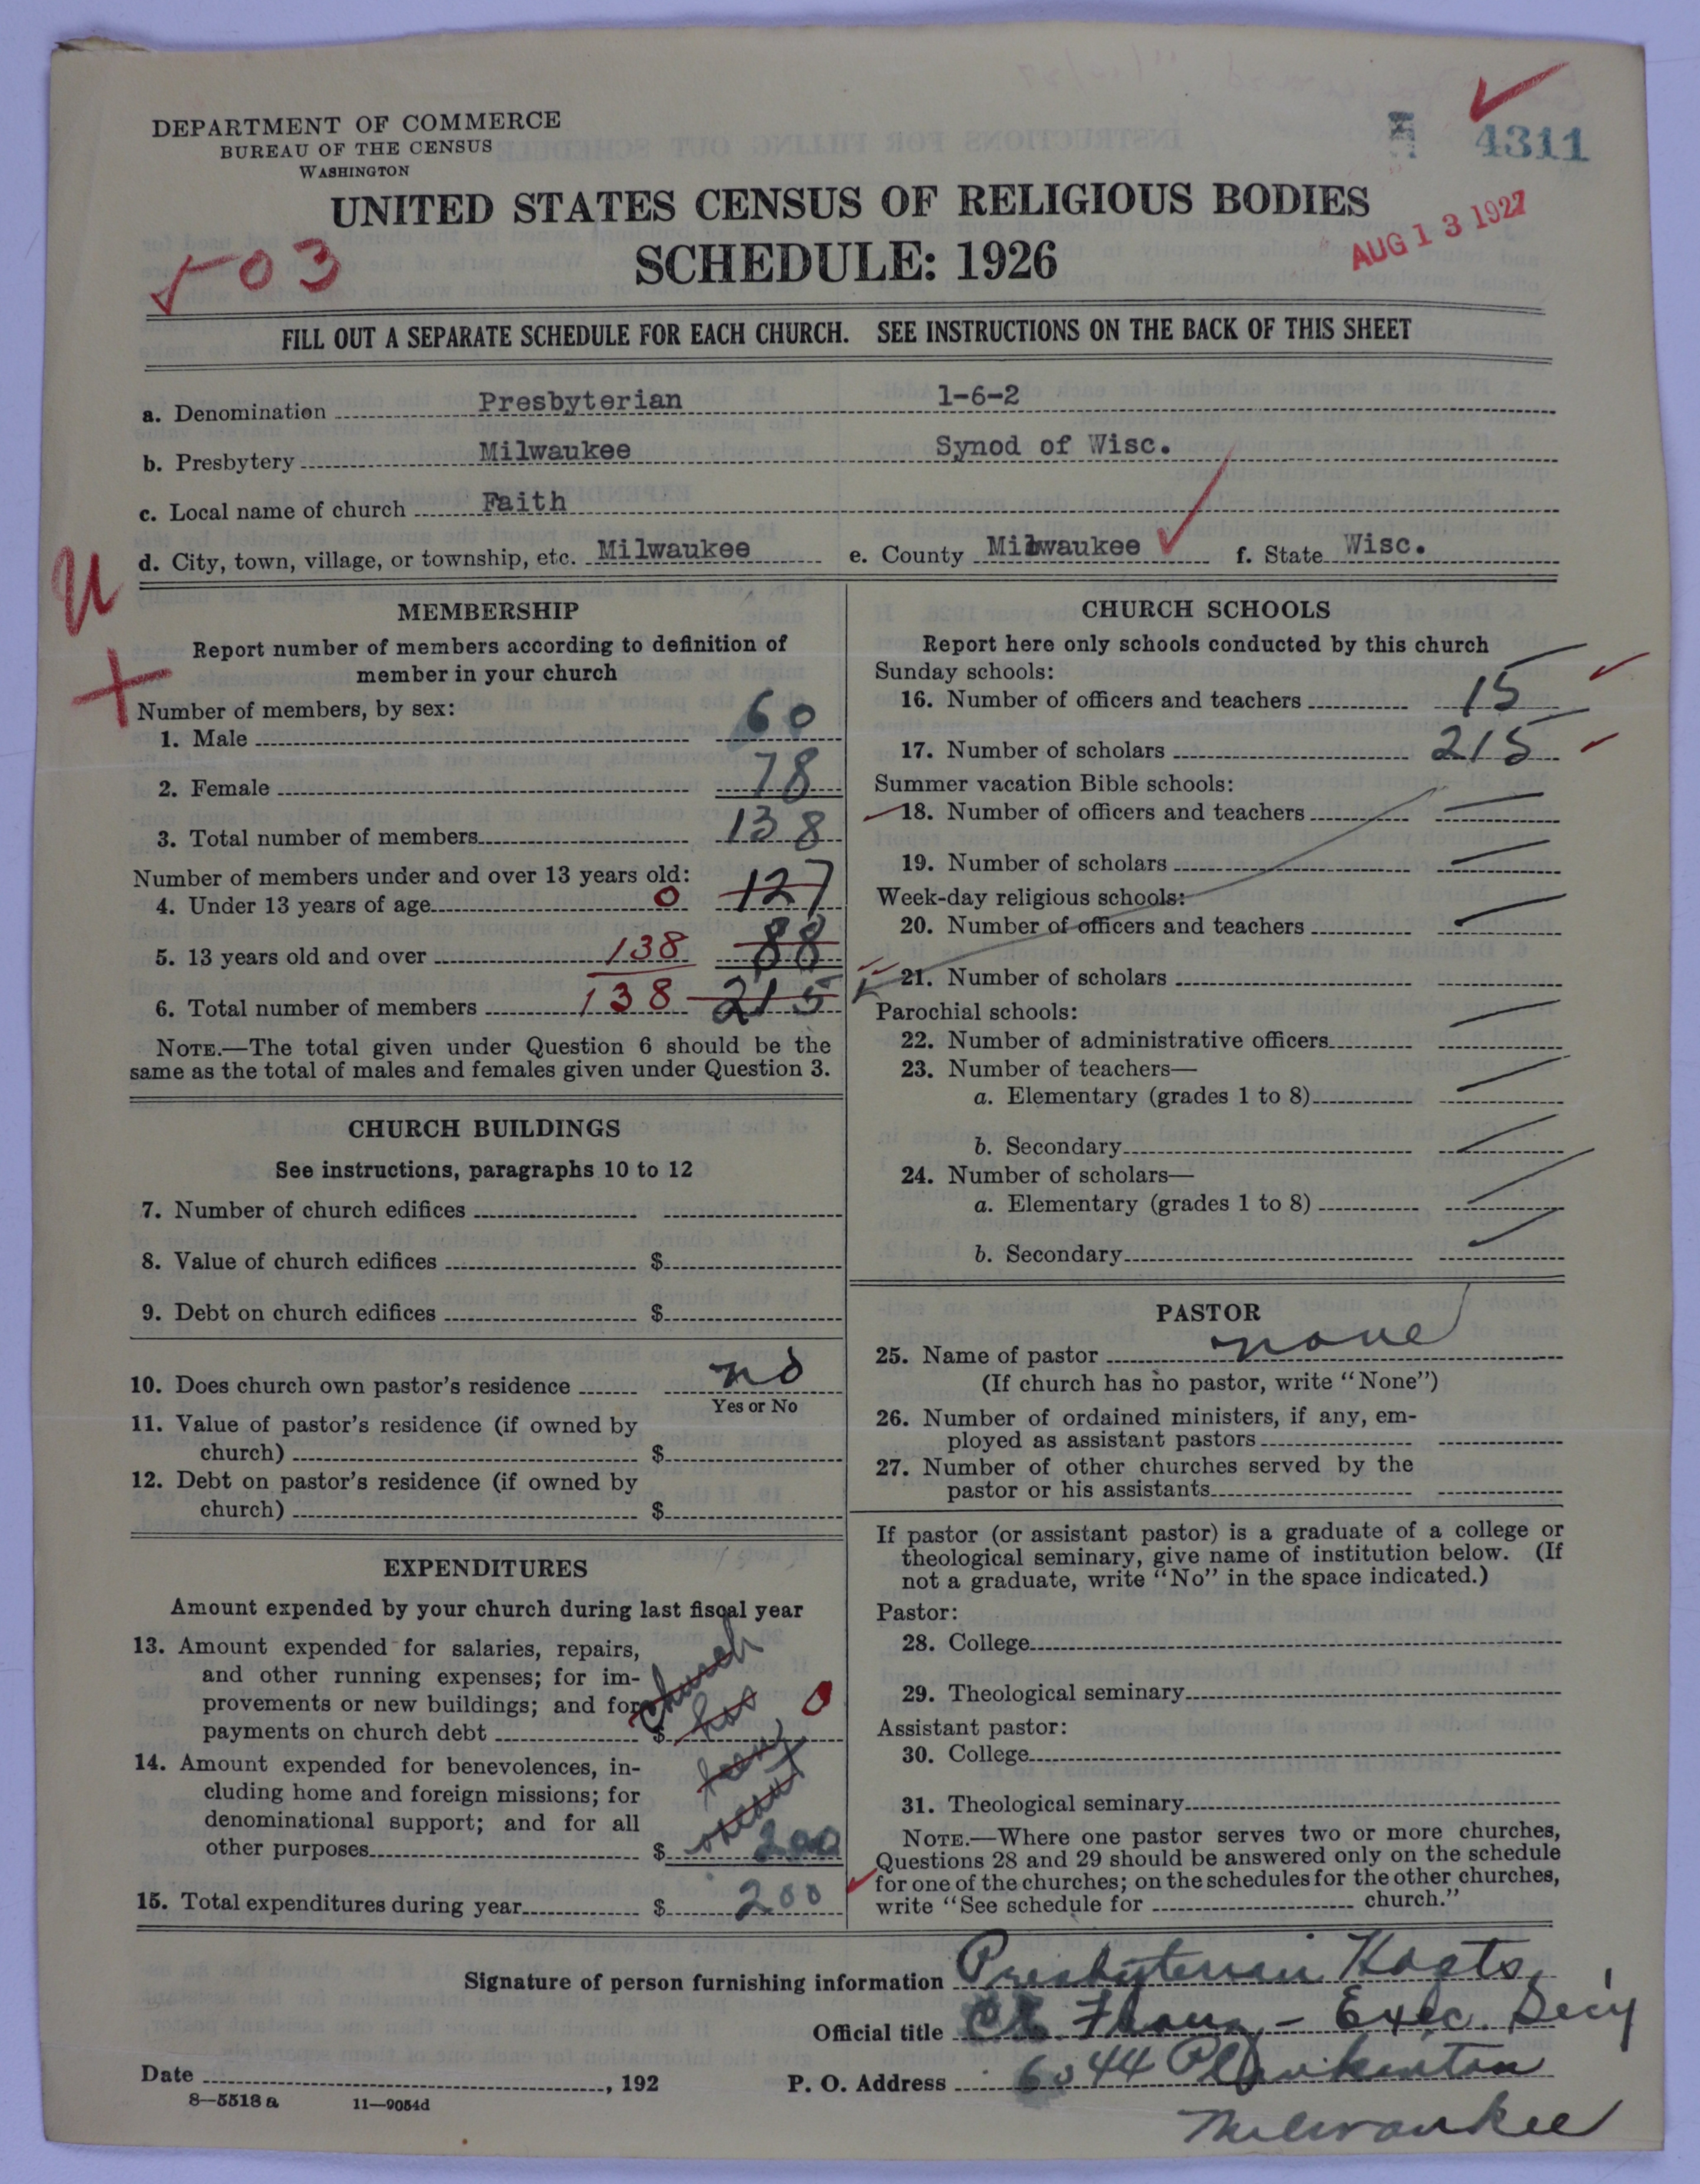 DEPARTMENT OF COMMERCE
BUREAU OF THE CENSUS
WASHINGTON
4311
UNITED STATES CENSUS OF RELIGIOUS BODIES
SCHEDULE: 1926
AUG 13 1927
503
FILL OUT A SEPARATE SCHEDULE FOR EACH CHURCH. SEE INSTRUCTIONS ON THE BACK OF THIS SHEET
a. Denomination Presbyterian 1-6-2
b. Presbytery Milwaukee Synod of Wisc.
c. Local name of church Faith
d. City, town, village, or township, etc. Milwaukee e. County Milwaukee f. State Wisc.
U
+
MEMBERSHIP
Report number of members according to definition of
member in your church
Number of members, by sex:
1. Male 60
2. Female 78
3. Total number of members 138
Number of members under and over 13 years old:
4. Under 13 years of age 0 127
5. 13 years old and over 138 88
6. Total number of members 138 215
NOTE.—The total given under Question 6 should be the
same as the total of males and females given under Question 3.
CHURCH BUILDINGS
See instructions, paragraphs 10 to 12
7. Number of church edifices
8. Value of church edifices $
9. Debt on church edifices $
10. Does church own pastor's residence no
Yes or No
11. Value of pastor's residence (if owned by
church) $
12. Debt on pastor's residence (if owned by
church) $
EXPENDITURES
Amount expended by your church during last fiscal year
13. Amount expended for salaries, repairs,
and other running expenses; for im-
provements or new buildings; and for church
payments on church debt $ has 0
14. Amount expended for benevolences, in-
cluding home and foreign missions; for
denominational support; and for all
other purposes $ 200
15. Total expenditures during year $ 200
CHURCH SCHOOLS
Report here only schools conducted by this church
Sunday schools:
16. Number of officers and teachers 15
17. Number of scholars 215
Summer vacation Bible schools:
18. Number of officers and teachers
19. Number of scholars
Week-day religious schools:
20. Number of officers and teachers
21. Number of scholars
Parochial schools:
22. Number of administrative officers
23. Number of teachers—
a. Elementary (grades 1 to 8)
b. Secondary
24. Number of scholars—
a. Elementary (grades 1 to 8)
b. Secondary
PASTOR
25. Name of pastor none
(If church has no pastor, write "None")
26. Number of ordained ministers, if any, em-
ployed as assistant pastors
27. Number of other churches served by the
pastor or his assistants
If pastor (or assistant pastor) is a graduate of a college or
theological seminary, give name of institution below. (If
not a graduate, write "No" in the space indicated.)
Pastor:
28. College
29. Theological seminary
Assistant pastor:
30. College
31. Theological seminary
NOTE.—Where one pastor serves two or more churches,
Questions 28 and 29 should be answered only on the schedule
for one of the churches; on the schedules for the other churches,
write "See schedule for church."
Signature of person furnishing information Presbyterian
Official title - Exec. Sec'y
Date , 192 P. O. Address 6044 Plankinton
8—5513 a 11—9054d
Milwaukee